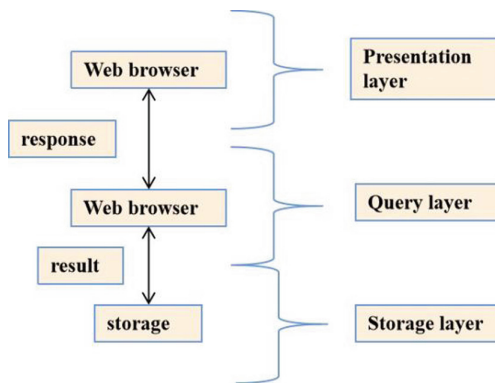 Web browser
Presentation
layer
response
Web browser
Query layer
result
storage
Storage layer